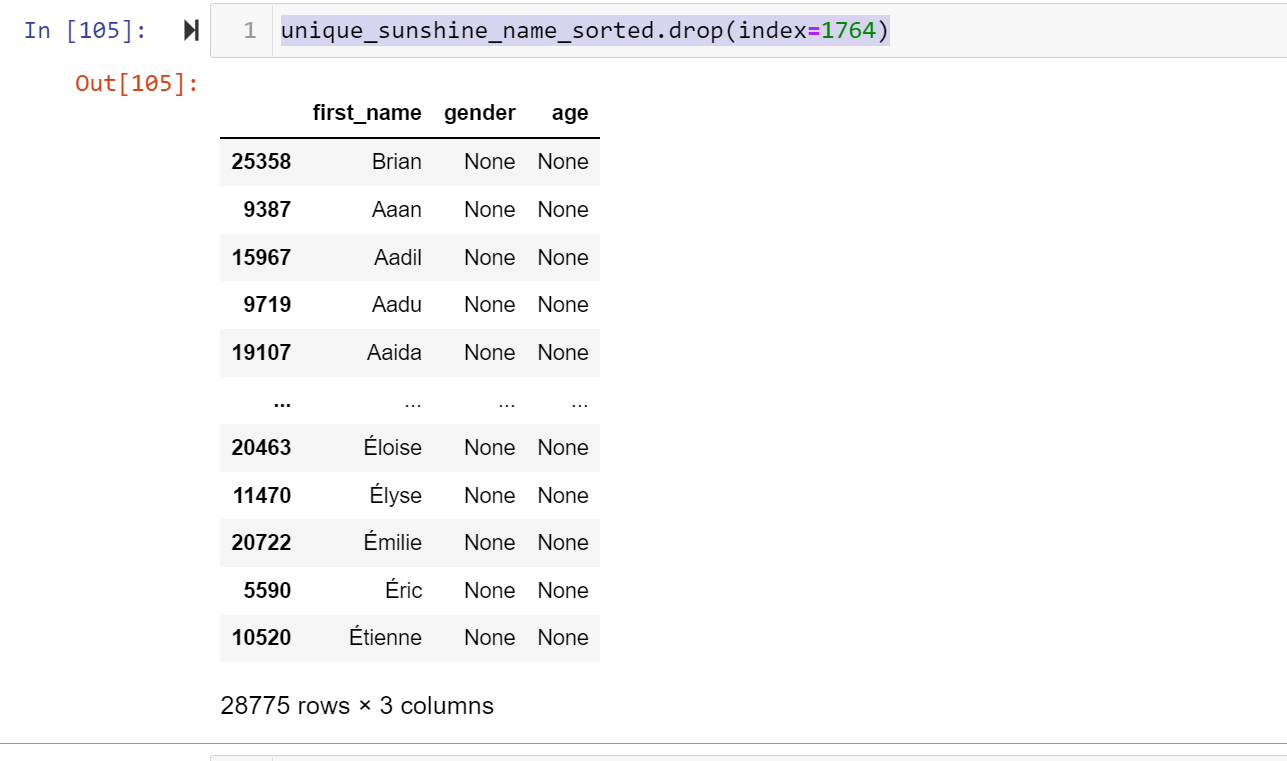 In [105]: 1 unique_sunshine_name_sorted.drop(index=1764)
Out[105]:
first_name gender age
25358 Brian None None
9387 Aaan None None
15967 Aadil None None
9719 Aadu None None
19107 Aaida None None
... ... ... ...
20463 Éloise None None
11470 Élyse None None
20722 Émilie None None
5590 Éric None None
10520 Étienne None None
28775 rows × 3 columns